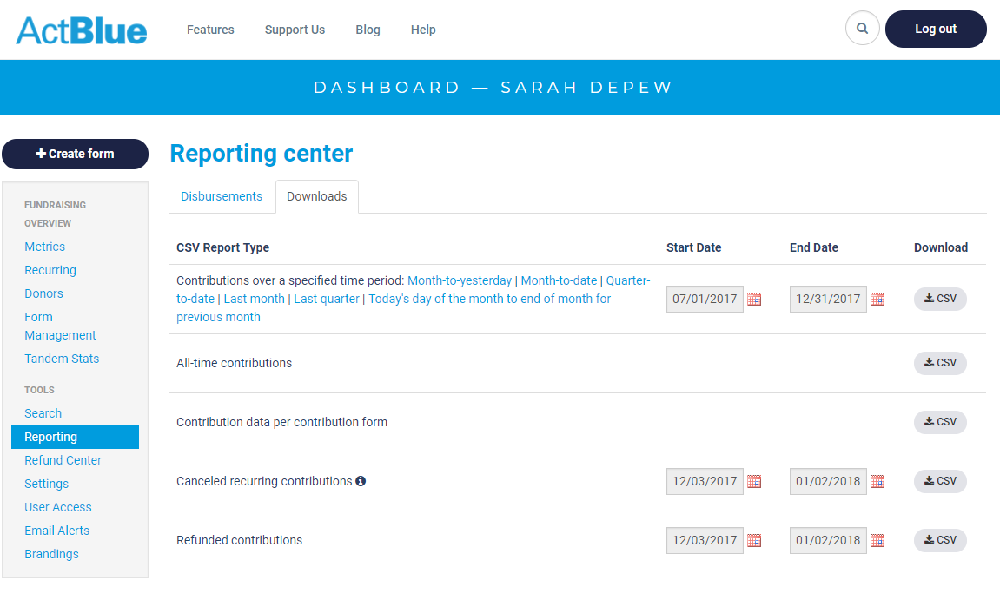 ActBlue
Features
Support Us
Blog
Help
Log out
DASHBOARD — SARAH DEPEW
+ Create form
FUNDRAISING
OVERVIEW
Metrics
Recurring
Donors
Form
Management
Tandem Stats
TOOLS
Search
Reporting
Refund Center
Settings
User Access
Email Alerts
Brandings
Reporting center
Disbursements
Downloads
CSV Report Type
Start Date
End Date
Download
Contributions over a specified time period: Month-to-yesterday | Month-to-date | Quarter-
to-date | Last month | Last quarter | Today's day of the month to end of month for
previous month
07/01/2017
12/31/2017
CSV
All-time contributions
CSV
Contribution data per contribution form
CSV
Canceled recurring contributions
12/03/2017
01/02/2018
CSV
Refunded contributions
12/03/2017
01/02/2018
CSV